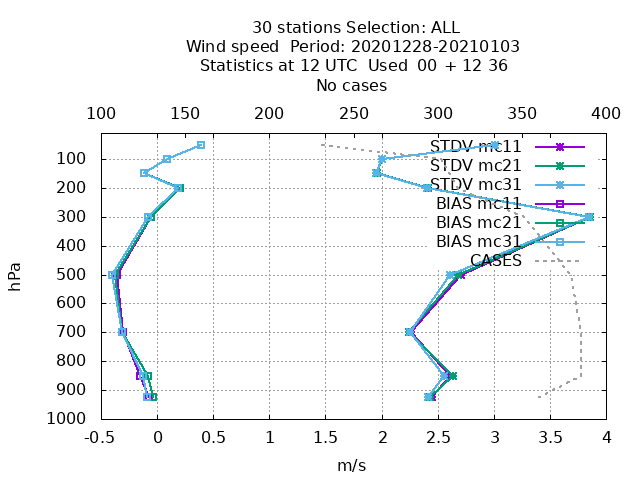 30 stations Selection: ALL
Wind speed  Period: 20201228-20210103
Statistics at 12 UTC  Used  00 + 12 36
No cases
100 150 200 250 300 350 400
STDV mc11
100
STDV mc21
STDV mc31
200
BIAS mc11
300
BIAS mc21
BIAS mc31
400
CASES
hPa
500
600
700
800
900
1000
-0.5 0 0.5 1 1.5 2 2.5 3 3.5 4
m/s